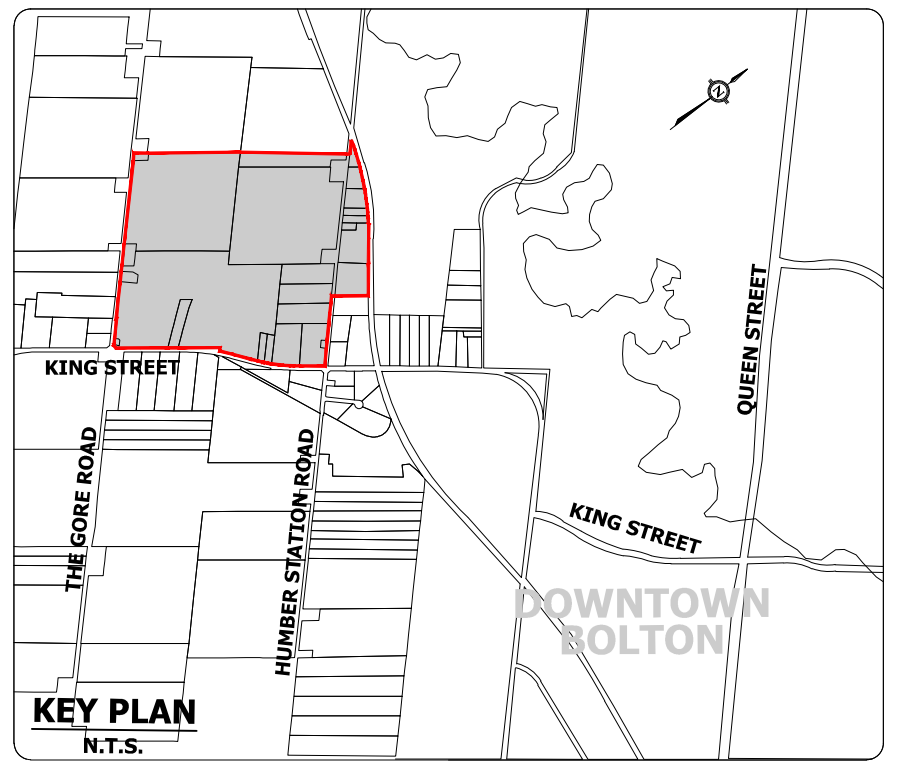 N
QUEEN STREET
KING STREET
THE GORE ROAD
HUMBER STATION ROAD
KING STREET
DOWNTOWN
BOLTON
KEY PLAN
N.T.S.